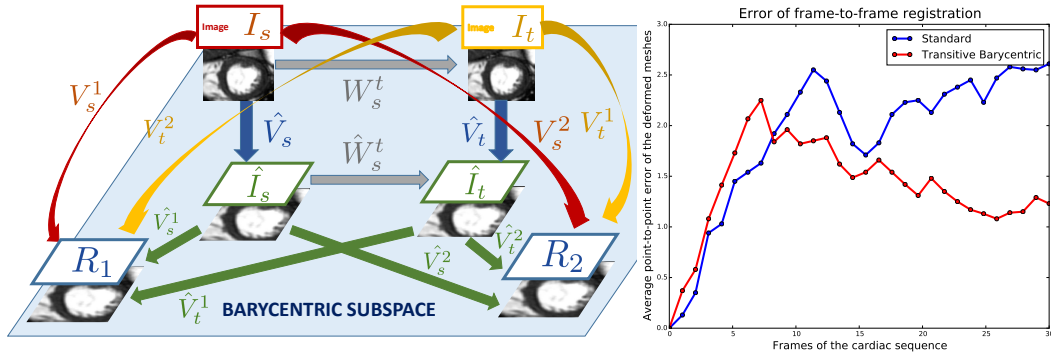 Image I_s
Image I_t
V_s^1
V_t^2
W_s^t
V_s^2
V_t^1
V̂_s
V̂_t
Ŵ_s^t
Î_s
Î_t
V̂_s^1
V̂_t^2
V̂_s^2
V̂_t^1
R_1
R_2
BARYCENTRIC SUBSPACE
Error of frame-to-frame registration
Standard
Transitive Barycentric
Average point-to-point error of the deformed meshes
3.0
2.5
2.0
1.5
1.0
0.5
0.0
0 5 10 15 20 25 30
Frames of the cardiac sequence